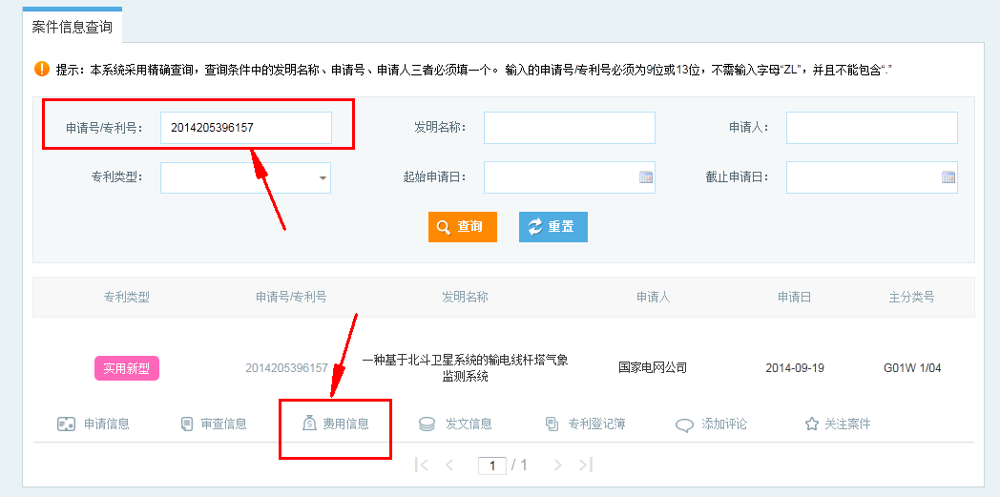 案件信息查询
提示：本系统采用精确查询，查询条件中的发明名称、申请号、申请人三者必须填一个。 输入的申请号/专利号必须为9位或13位，不需输入字母“ZL”，并且不能包含“.”
申请号/专利号： 2014205396157 发明名称： 申请人：
专利类型： 起始申请日： 截止申请日：
查询 重置
专利类型 申请号/专利号 发明名称 申请人 申请日 主分类号
实用新型 2014205396157 一种基于北斗卫星系统的输电线杆塔气象 国家电网公司 2014-09-19 G01W 1/04
监测系统
申请信息 审查信息 费用信息 发文信息 专利登记簿 添加评论 关注案件
1 / 1